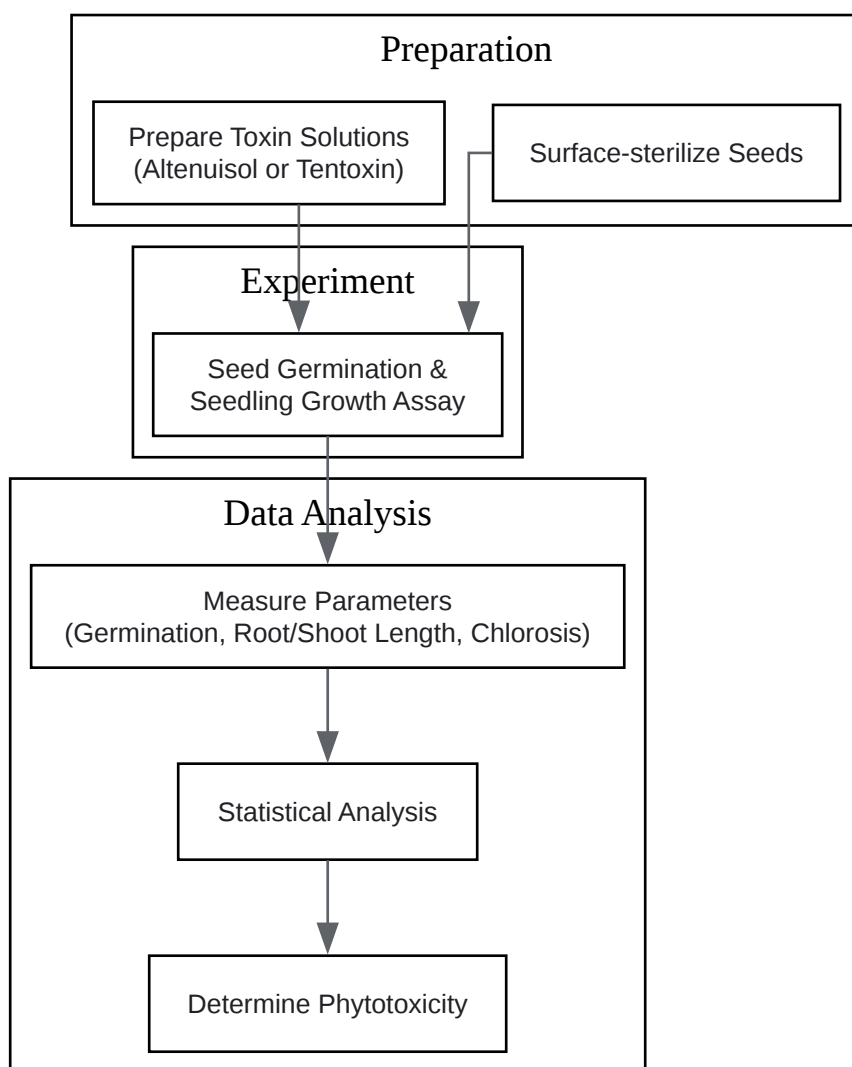 Preparation
Prepare Toxin Solutions
(Altenuisol or Tentoxin)
Surface-sterilize Seeds
Experiment
Seed Germination &
Seedling Growth Assay
Data Analysis
Measure Parameters
(Germination, Root/Shoot Length, Chlorosis)
Statistical Analysis
Determine Phytotoxicity